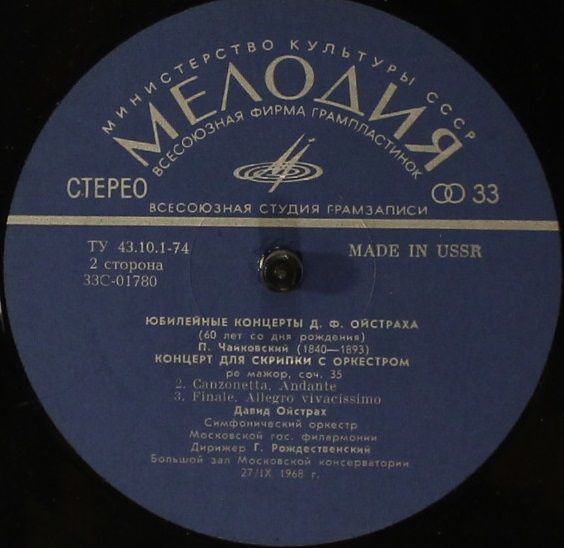 МИНИСТЕРСТВО КУЛЬТУРЫ СССР
МЕЛОДИЯ
ВСЕСОЮЗНАЯ ФИРМА ГРАМПЛАСТИНОК
СТЕРЕО
33
ВСЕСОЮЗНАЯ СТУДИЯ ГРАМЗАПИСИ
ТУ 43.10.1-74
MADE IN USSR
2 сторона
33С-01780
ЮБИЛЕЙНЫЕ КОНЦЕРТЫ Д. Ф. ОЙСТРАХА
(60 лет со дня рождения)
П. Чайковский (1840—1893)
КОНЦЕРТ ДЛЯ СКРИПКИ С ОРКЕСТРОМ
ре мажор, соч. 35
2. Canzonetta, Andante
3. Finale, Allegro vivacissimo
Давид Ойстрах
Симфонический оркестр
Московской гос. филармонии
Дирижер Г. Рождественский
Большой зал Московской консерватории
27/IX 1968 г.